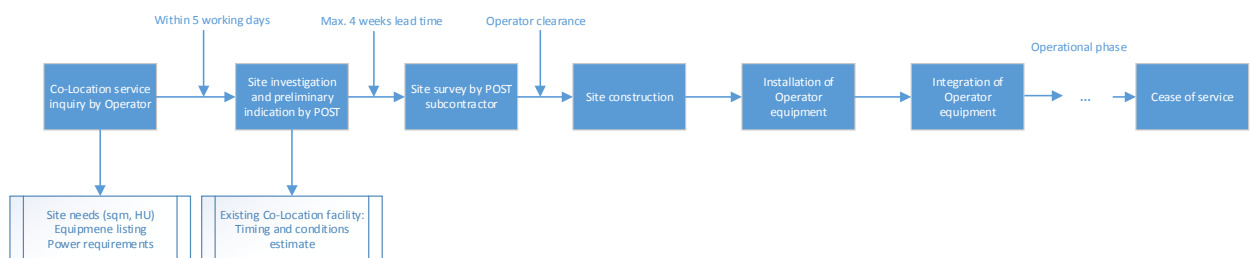 Within 5 working days
Max. 4 weeks lead time
Operator clearance
Operational phase
Co-Location service
inquiry by Operator
Site investigation
and preliminary
indication by POST
Site survey by POST
subcontractor
Site construction
Installation of
Operator
equipment
Integration of
Operator
equipment
...
Cease of service
Site needs (sqm, HU)
Equipmene listing
Power requirements
Existing Co-Location facility:
Timing and conditions
estimate